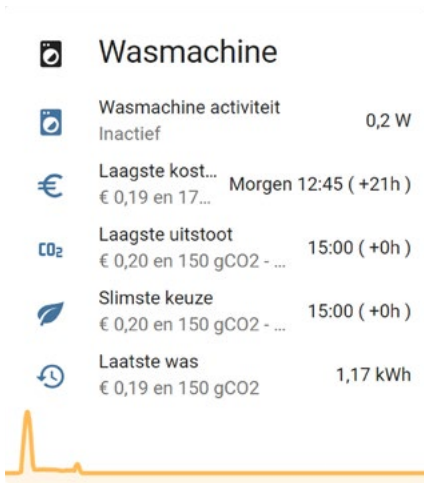 Wasmachine
Wasmachine activiteit
Inactief
0,2 W
Laagste kost...
€ 0,19 en 17...
Morgen 12:45 ( +21h )
CO2
Laagste uitstoot
€ 0,20 en 150 gCO2 - ...
15:00 ( +0h )
Slimste keuze
€ 0,20 en 150 gCO2 - ...
15:00 ( +0h )
Laatste was
€ 0,19 en 150 gCO2
1,17 kWh